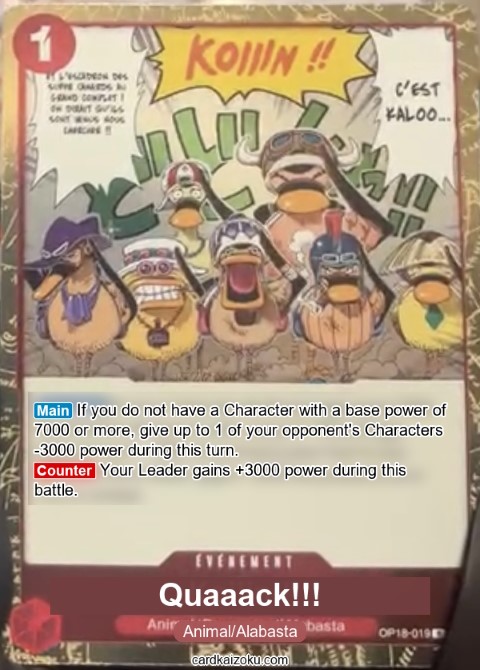 1
KOIIIN !!
ET L'ESCADRON DES
SUPER CANARDS AU
GRAND COMPLET !
ON DIRAIT QU'ILS
SONT VENUS NOUS
CHERCHER !!
C'EST
KALOO...
Main If you do not have a Character with a base power of
7000 or more, give up to 1 of your opponent's Characters
-3000 power during this turn.
Counter Your Leader gains +3000 power during this
battle.
ÉVÉNEMENT
Quaaack!!!
Animal/Alabasta
OP18-019
cardkaizoku.com